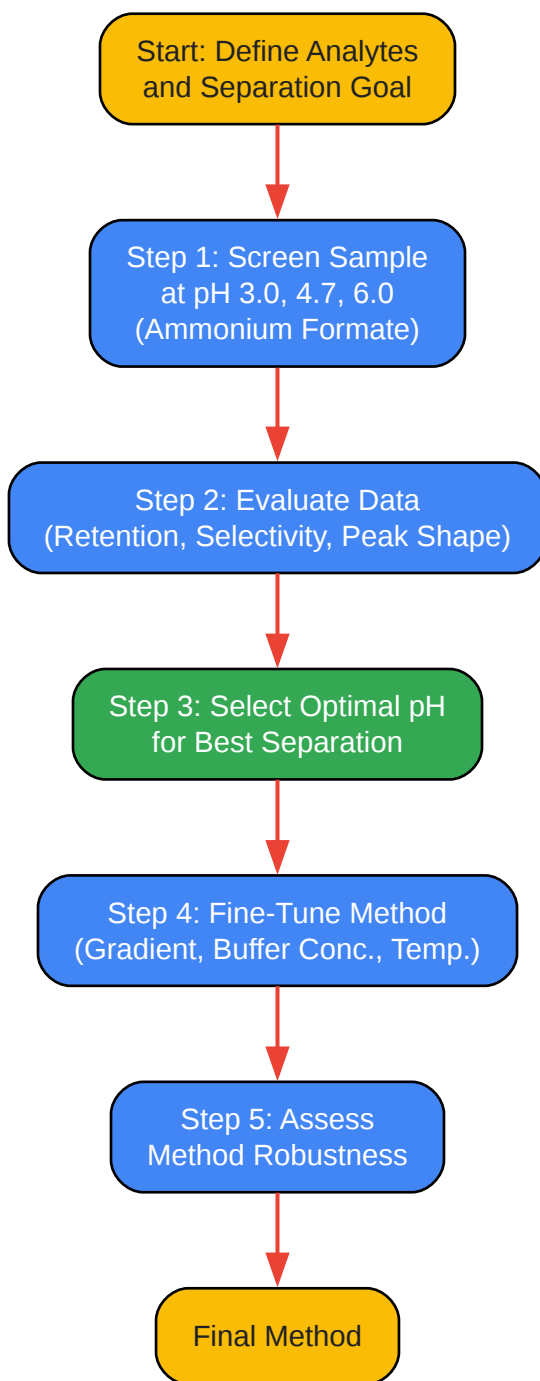 Start: Define Analytes
and Separation Goal
Step 1: Screen Sample
at pH 3.0, 4.7, 6.0
(Ammonium Formate)
Step 2: Evaluate Data
(Retention, Selectivity, Peak Shape)
Step 3: Select Optimal pH
for Best Separation
Step 4: Fine-Tune Method
(Gradient, Buffer Conc., Temp.)
Step 5: Assess
Method Robustness
Final Method